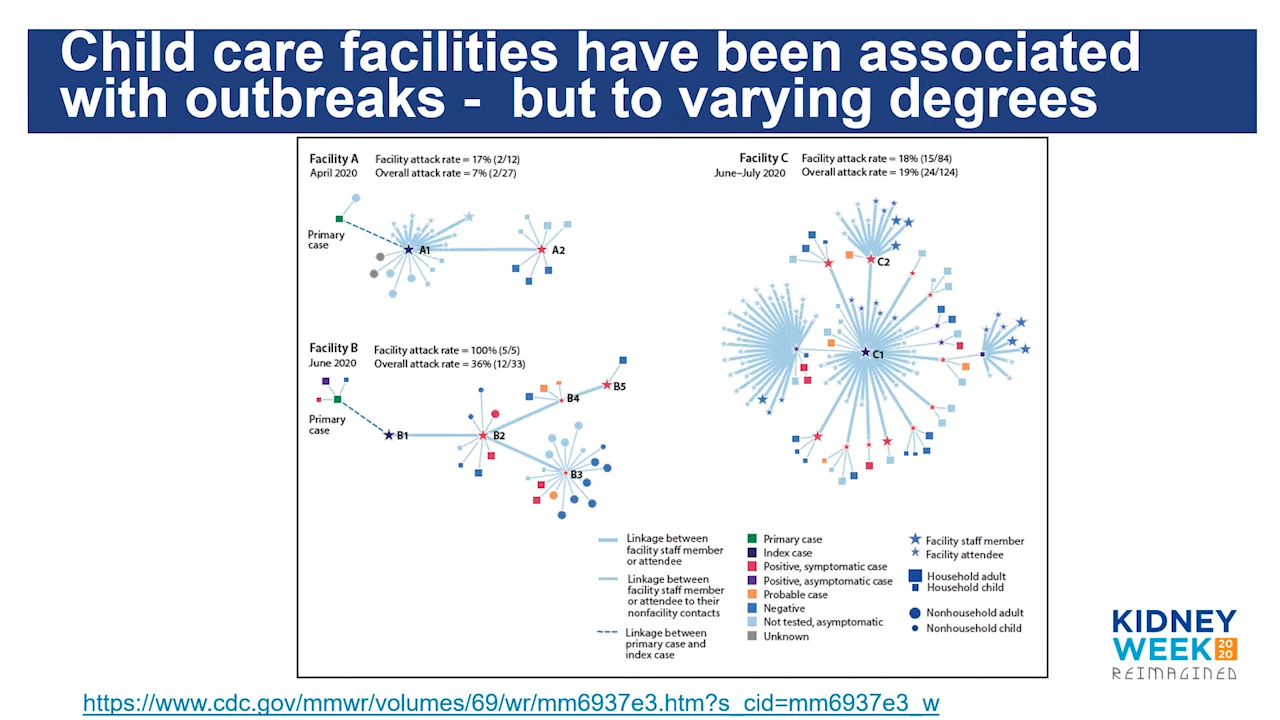 Child care facilities have been associated
with outbreaks - but to varying degrees
Facility A
April 2020
Facility attack rate = 17% (2/12)
Overall attack rate = 7% (2/27)
Primary
case
A1
A2
Facility B
June 2020
Facility attack rate = 100% (5/5)
Overall attack rate = 36% (12/33)
Primary
case
B1
B2
B3
B4
B5
Facility C
June–July 2020
Facility attack rate = 18% (15/84)
Overall attack rate = 19% (24/124)
C2
C1
Linkage between
facility staff member
or attendee
Linkage between
facility staff member
or attendee to their
nonfacility contacts
Linkage between
primary case and
index case
Primary case
Index case
Positive, symptomatic case
Positive, asymptomatic case
Probable case
Negative
Not tested, asymptomatic
Unknown
Facility staff member
Facility attendee
Household adult
Household child
Nonhousehold adult
Nonhousehold child
KIDNEY
WEEK 20
20
REIMAGINED
https://www.cdc.gov/mmwr/volumes/69/wr/mm6937e3.htm?s_cid=mm6937e3_w